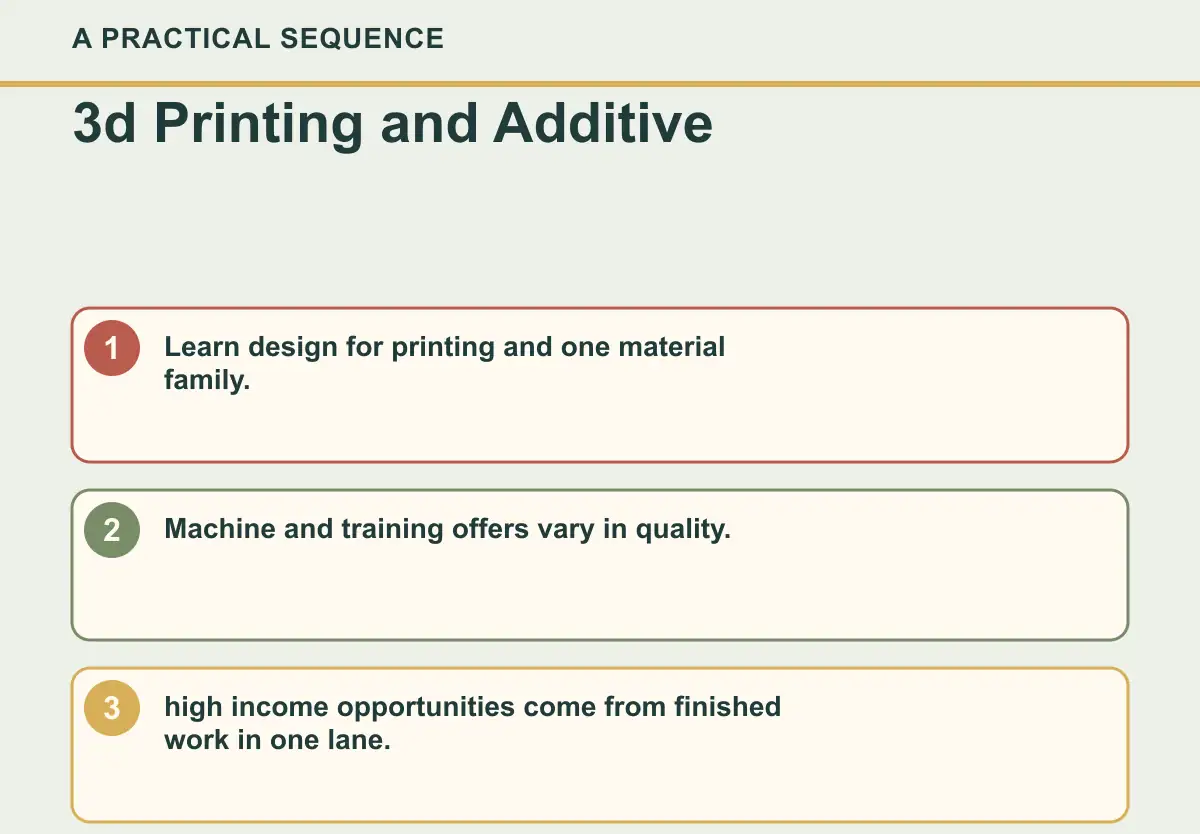 A PRACTICAL SEQUENCE
3d Printing and Additive
1
Learn design for printing and one material
family.
2
Machine and training offers vary in quality.
3
high income opportunities come from finished
work in one lane.